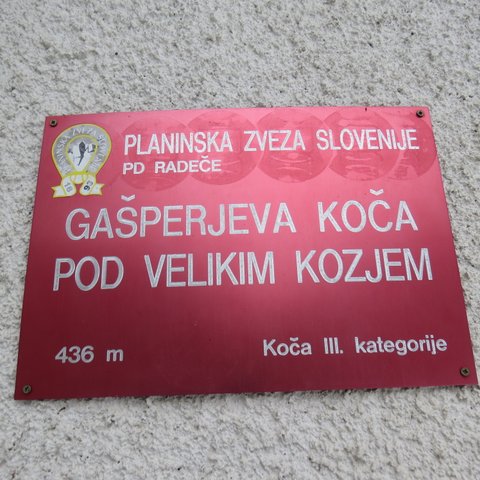 PLANINSKA ZVEZA SLOVENIJE
PD RADEČE
GAŠPERJEVA KOČA
POD VELIKIM KOZJEM
436 m
Koča III. kategorije